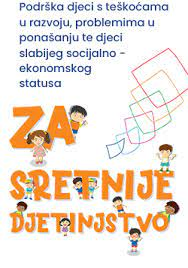 Podrška djeci s teškoćama
u razvoju, problemima u
ponašanju te djeci
slabijeg socijalno -
ekonomskog
statusa
ZA
SRETNIJE
DJETINJSTVO